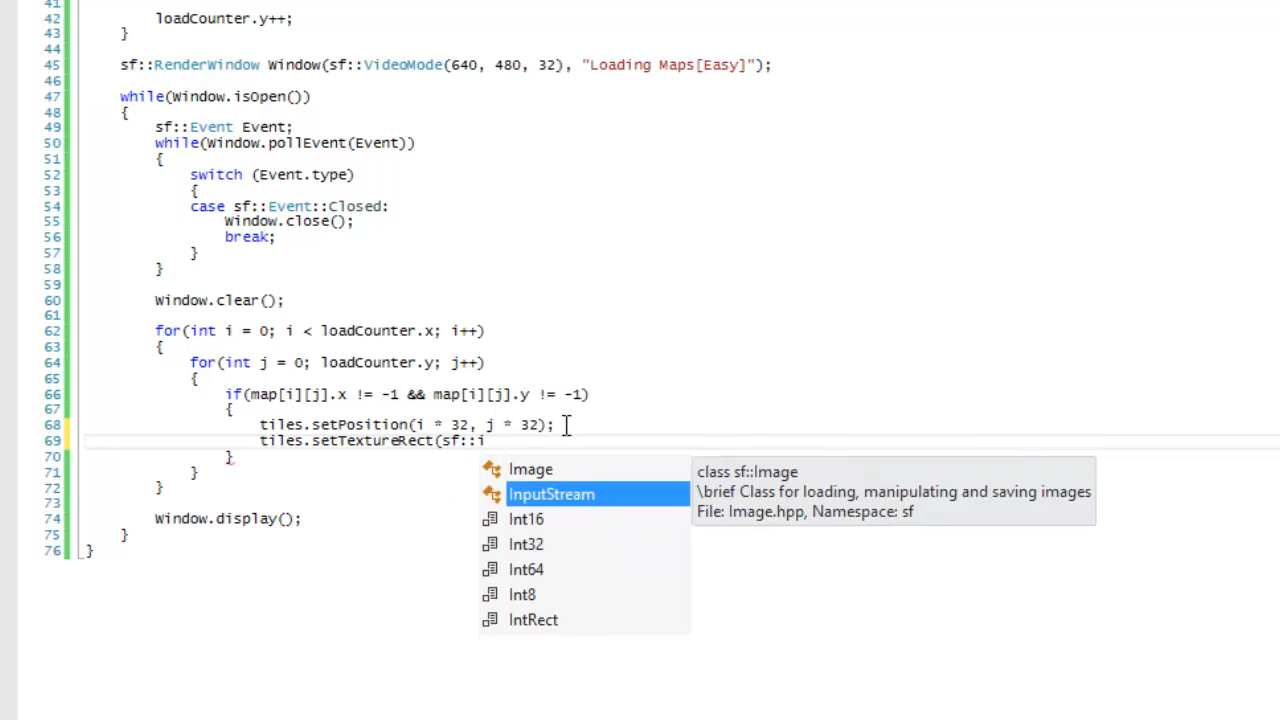 41
42 loadCounter.y++;
43 }
44
45 sf::RenderWindow Window(sf::VideoMode(640, 480, 32), "Loading Maps[Easy]");
46
47 while(Window.isOpen())
48 {
49 sf::Event Event;
50 while(Window.pollEvent(Event))
51 {
52 switch (Event.type)
53 {
54 case sf::Event::Closed:
55 Window.close();
56 break;
57 }
58 }
59
60 Window.clear();
61
62 for(int i = 0; i < loadCounter.x; i++)
63 {
64 for(int j = 0; loadCounter.y; j++)
65 {
66 if(map[i][j].x != -1 && map[i][j].y != -1)
67 {
68 tiles.setPosition(i * 32, j * 32);
69 tiles.setTextureRect(sf::i
70 }
71 }
72 }
73
74 Window.display();
75 }
76 }
Image
InputStream
Int16
Int32
Int64
Int8
IntRect
class sf::Image
\brief Class for loading, manipulating and saving images
File: Image.hpp, Namespace: sf